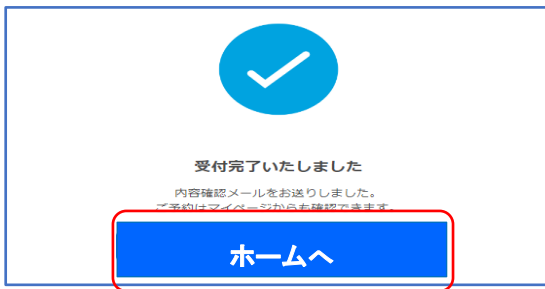 受付完了いたしました
内容確認メールをお送りしました。
ご予約はマイページからも確認できます。
ホームへ